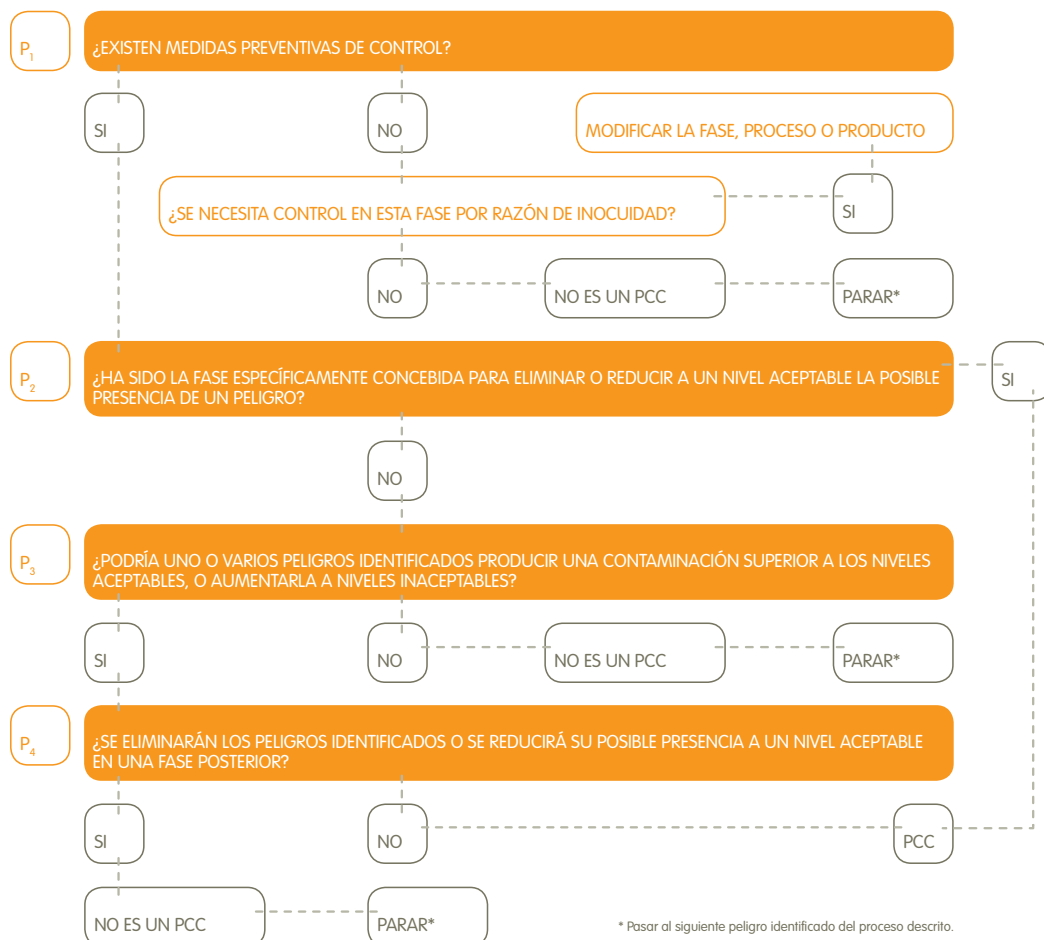 P1
¿EXISTEN MEDIDAS PREVENTIVAS DE CONTROL?
SI
NO
MODIFICAR LA FASE, PROCESO O PRODUCTO
¿SE NECESITA CONTROL EN ESTA FASE POR RAZÓN DE INOCUIDAD?
SI
NO
NO ES UN PCC
PARAR*
P2
¿HA SIDO LA FASE ESPECÍFICAMENTE CONCEBIDA PARA ELIMINAR O REDUCIR A UN NIVEL ACEPTABLE LA POSIBLE
PRESENCIA DE UN PELIGRO?
SI
NO
P3
¿PODRÍA UNO O VARIOS PELIGROS IDENTIFICADOS PRODUCIR UNA CONTAMINACIÓN SUPERIOR A LOS NIVELES
ACEPTABLES, O AUMENTARLA A NIVELES INACEPTABLES?
SI
NO
NO ES UN PCC
PARAR*
P4
¿SE ELIMINARÁN LOS PELIGROS IDENTIFICADOS O SE REDUCIRÁ SU POSIBLE PRESENCIA A UN NIVEL ACEPTABLE
EN UNA FASE POSTERIOR?
SI
NO
PCC
NO ES UN PCC
PARAR*
* Pasar al siguiente peligro identificado del proceso descrito.